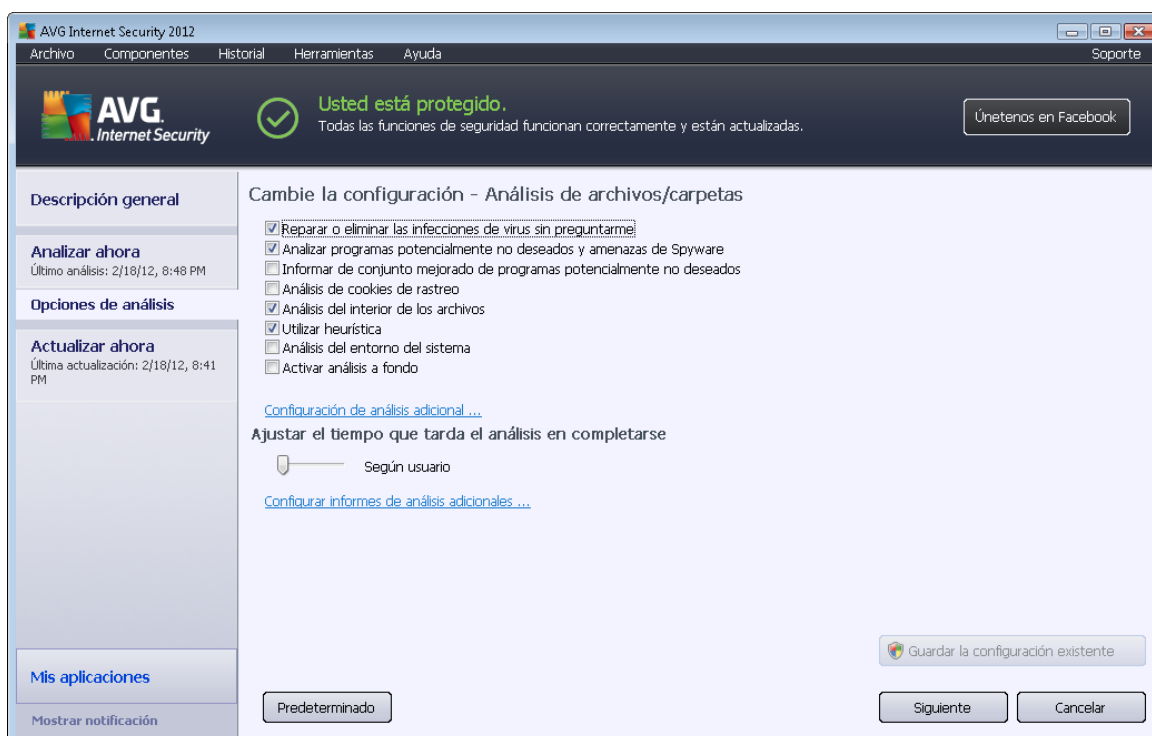 AVG Internet Security 2012
Archivo Componentes Historial Herramientas Ayuda Soporte
AVG.
Internet Security
Usted está protegido.
Todas las funciones de seguridad funcionan correctamente y están actualizadas.
Únetenos en Facebook
Descripción general
Analizar ahora
Último análisis: 2/18/12, 8:48 PM
Opciones de análisis
Actualizar ahora
Última actualización: 2/18/12, 8:41
PM
Mis aplicaciones
Mostrar notificación
Cambie la configuración - Análisis de archivos/carpetas
Reparar o eliminar las infecciones de virus sin preguntarme
Analizar programas potencialmente no deseados y amenazas de Spyware
Informar de conjunto mejorado de programas potencialmente no deseados
Análisis de cookies de rastreo
Análisis del interior de los archivos
Utilizar heurística
Análisis del entorno del sistema
Activar análisis a fondo
Configuración de análisis adicional ...
Ajustar el tiempo que tarda el análisis en completarse
Según usuario
Configurar informes de análisis adicionales ...
Guardar la configuración existente
Predeterminado
Siguiente
Cancelar